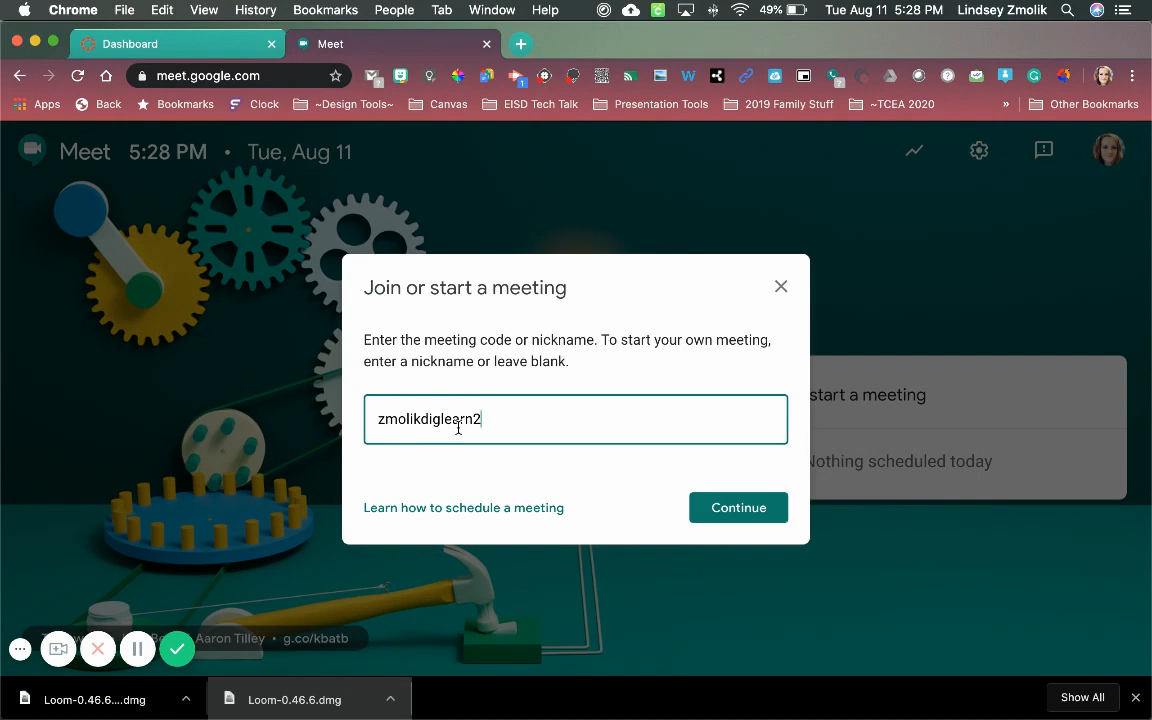 Chrome File Edit View History Bookmarks People Tab Window Help 49% Tue Aug 11 5:28 PM Lindsey Zmolik
Dashboard Meet
meet.google.com
Apps Back Bookmarks Clock ~Design Tools~ Canvas EISD Tech Talk Presentation Tools 2019 Family Stuff ~TCEA 2020 » Other Bookmarks
Meet 5:28 PM • Tue, Aug 11
Join or start a meeting
Enter the meeting code or nickname. To start your own meeting,
enter a nickname or leave blank.
start a meeting
zmolikdiglearn2
Nothing scheduled today
Learn how to schedule a meeting Continue
Aaron Tilley • g.co/kbatb
Loom-0.46.6....dmg Loom-0.46.6.dmg Show All